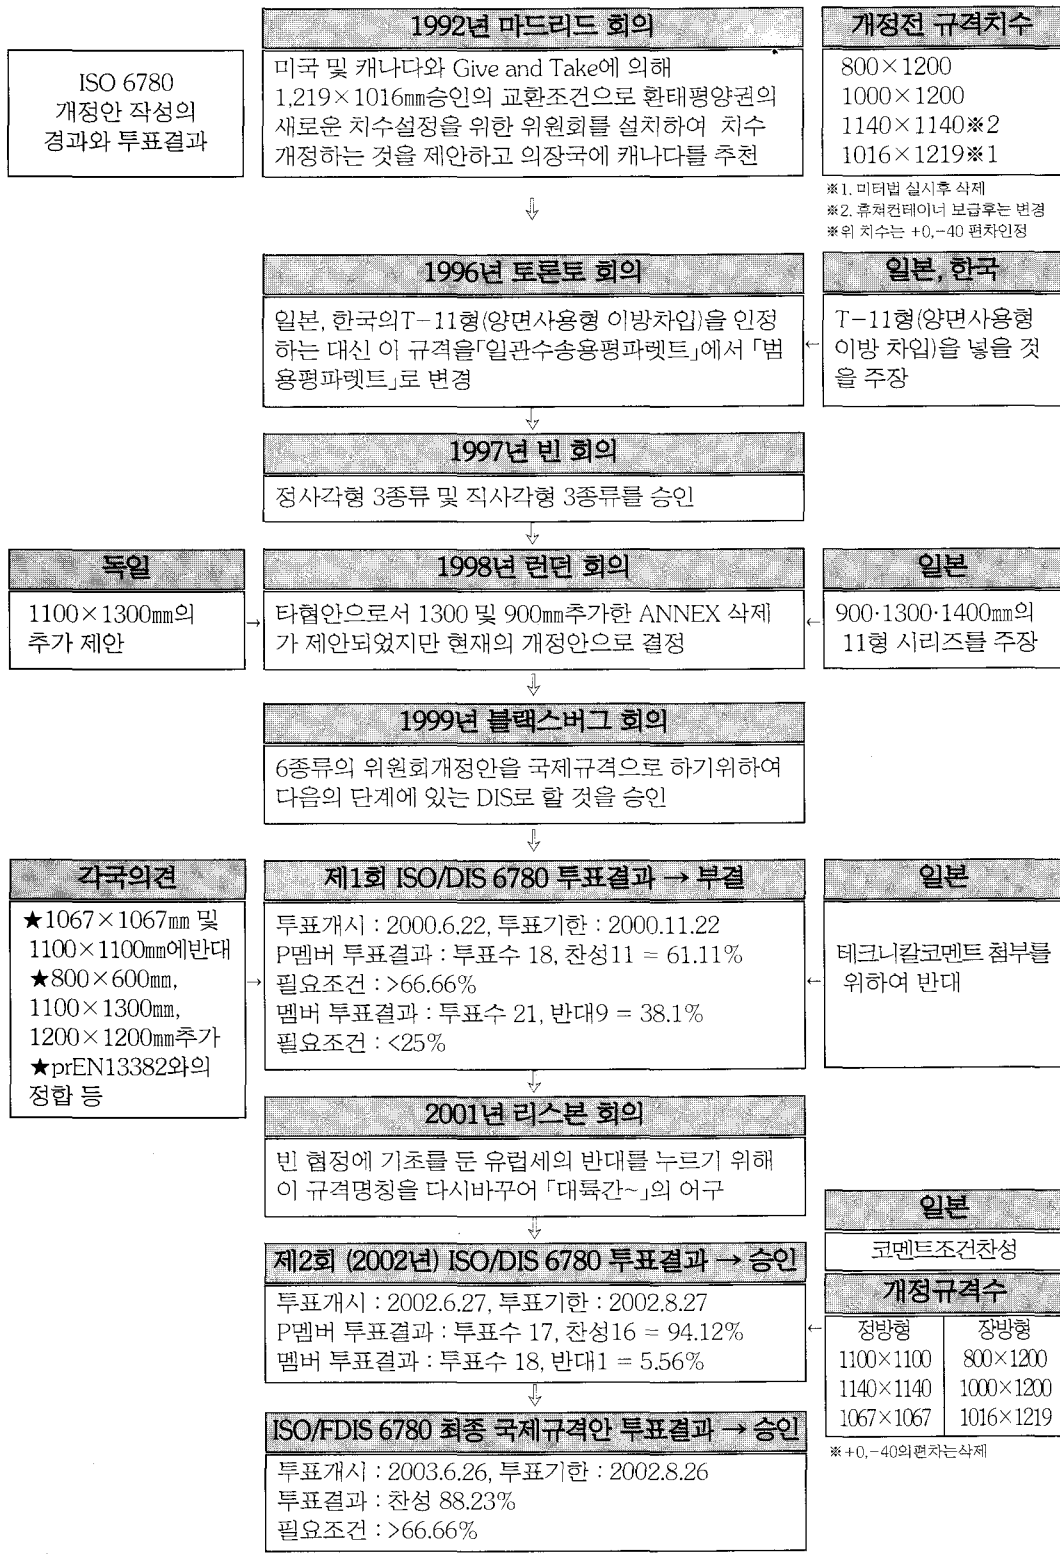 ISO 6780
개정안 작성의
경과와 투표결과
1992년 마드리드 회의
미국 및 캐나다와 Give and Take에 의해
1,219×1016㎜승인의 교환조건으로 환태평양권의
새로운 치수설정을 위한 위원회를 설치하여 치수
개정하는 것을 제안하고 의장국에 캐나다를 추천
개정전 규격치수
800×1200
1000×1200
1140×1140※2
1016×1219※1
※1. 미터법 실시후 삭제
※2. 휴쳐컨테이너 보급후는 변경
※위 치수는 +0,-40 편차인정
⇩
1996년 토론토 회의
일본, 한국의T-11형(양면사용형 이방차입)을 인정
하는 대신 이 규격을「일관수송용평파렛트」에서 「범
용평파렛트」로 변경
←
일본, 한국
T-11형(양면사용형
이방 차입)을 넣을 것
을 주장
⇩
1997년 빈 회의
정사각형 3종류 및 직사각형 3종류를 승인
⇩
독일
1100×1300㎜의
추가 제안
→
1998년 런던 회의
타협안으로서 1300 및 900㎜추가한 ANNEX 삭제
가 제안되었지만 현재의 개정안으로 결정
←
일본
900·1300·1400㎜의
11형 시리즈를 주장
⇩
1999년 블랙스버그 회의
6종류의 위원회개정안을 국제규격으로 하기위하여
다음의 단계에 있는 DIS로 할 것을 승인
⇩
각국의견
★1067×1067㎜ 및
1100×1100㎜에반대
★800×600㎜,
1100×1300㎜,
1200×1200㎜추가
★prEN13382와의
정합 등
→
제1회 ISO/DIS 6780 투표결과 → 부결
투표개시 : 2000.6.22, 투표기한 : 2000.11.22
P멤버 투표결과 : 투표수 18, 찬성11 = 61.11%
필요조건 : >66.66%
멤버 투표결과 : 투표수 21, 반대9 = 38.1%
필요조건 : <25%
←
일본
테크니칼코멘트 첨부를
위하여 반대
⇩
2001년 리스본 회의
빈 협정에 기초를 둔 유럽세의 반대를 누르기 위해
이 규격명칭을 다시바꾸어 「대륙간~」의 어구
⇩
제2회 (2002년) ISO/DIS 6780 투표결과 → 승인
투표개시 : 2002.6.27, 투표기한 : 2002.8.27
P멤버 투표결과 : 투표수 17, 찬성16 = 94.12%
멤버 투표결과 : 투표수 18, 반대1 = 5.56%
←
일본
코멘트조건찬성
개정규격수
정방형 장방형
1100×1100 800×1200
1140×1140 1000×1200
1067×1067 1016×1219
※+0,-40의편차는삭제
⇩
ISO/FDIS 6780 최종 국제규격안 투표결과 → 승인
투표개시 : 2003.6.26, 투표기한 : 2002.8.26
투표결과 : 찬성 88.23%
필요조건 : >66.66%